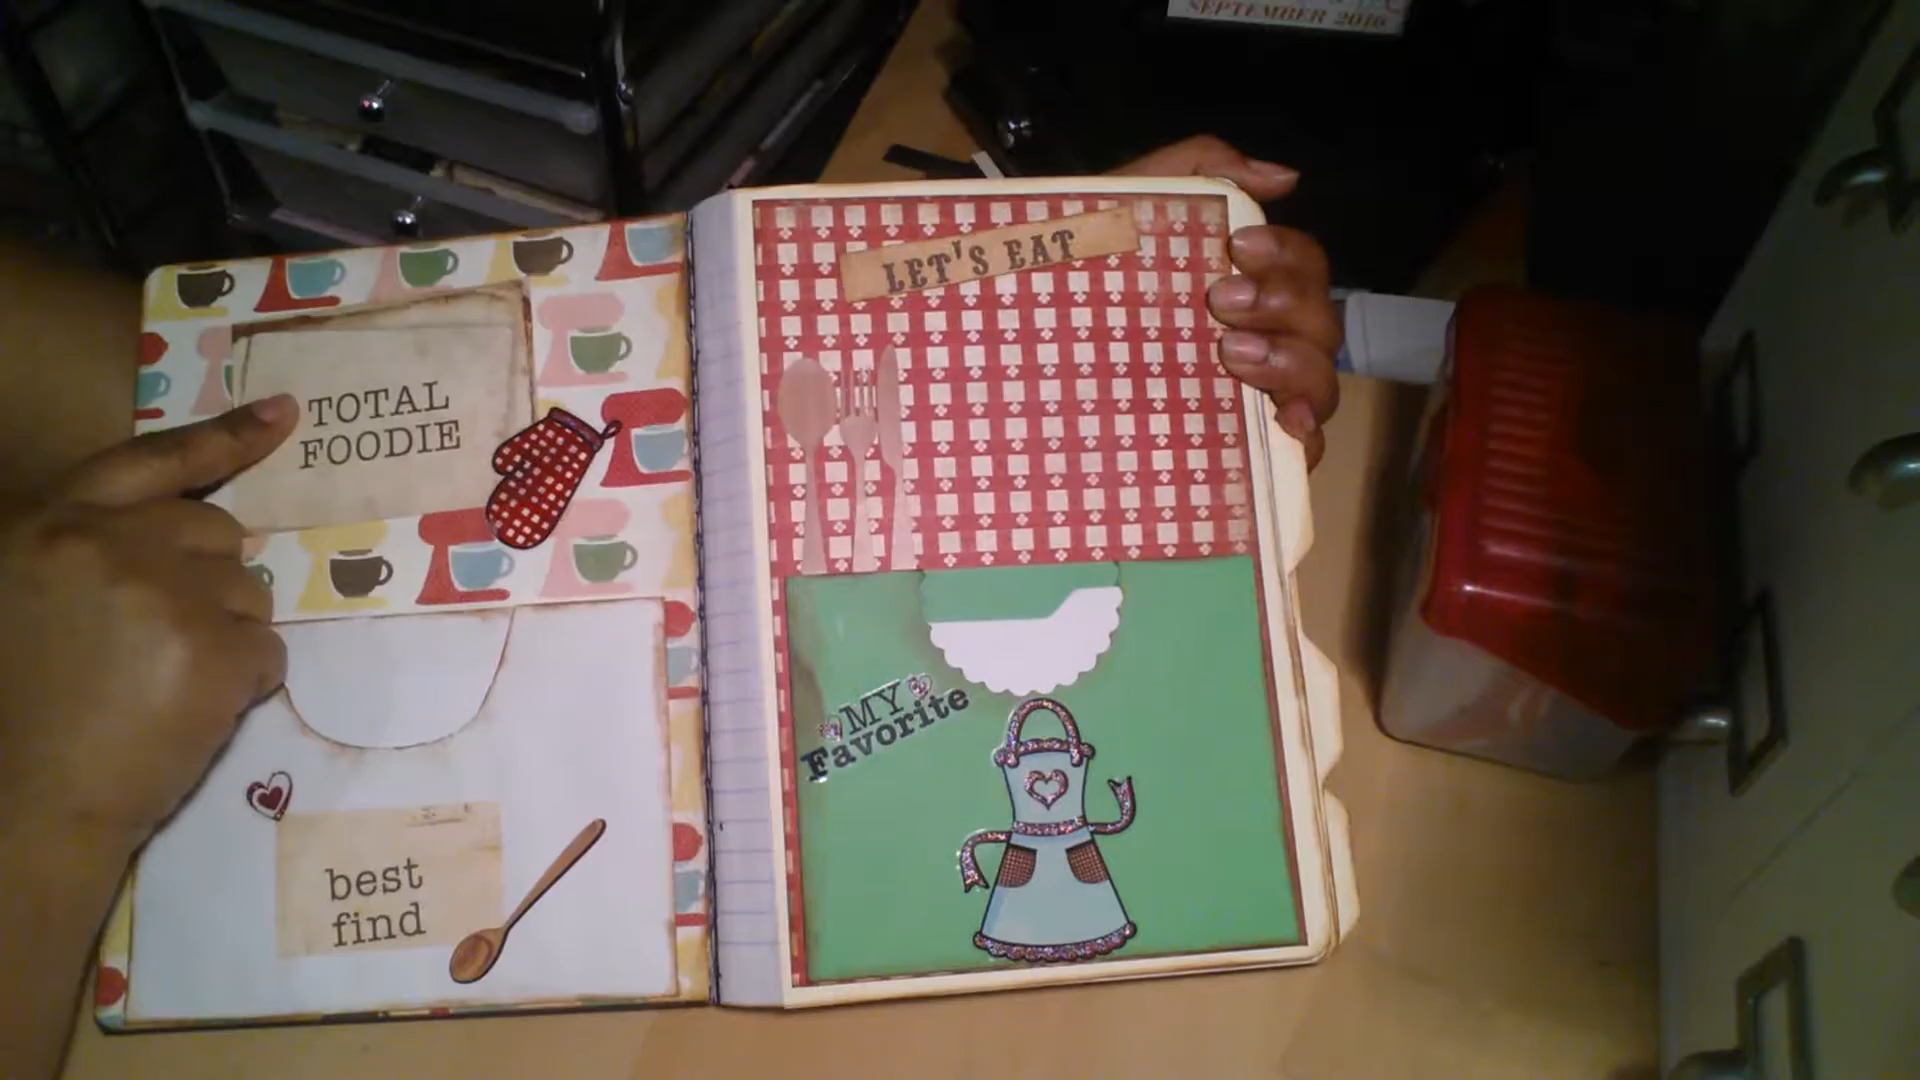 SEPTEMBER 2016
LET'S EAT
TOTAL
FOODIE
MY
Favorite
best
find